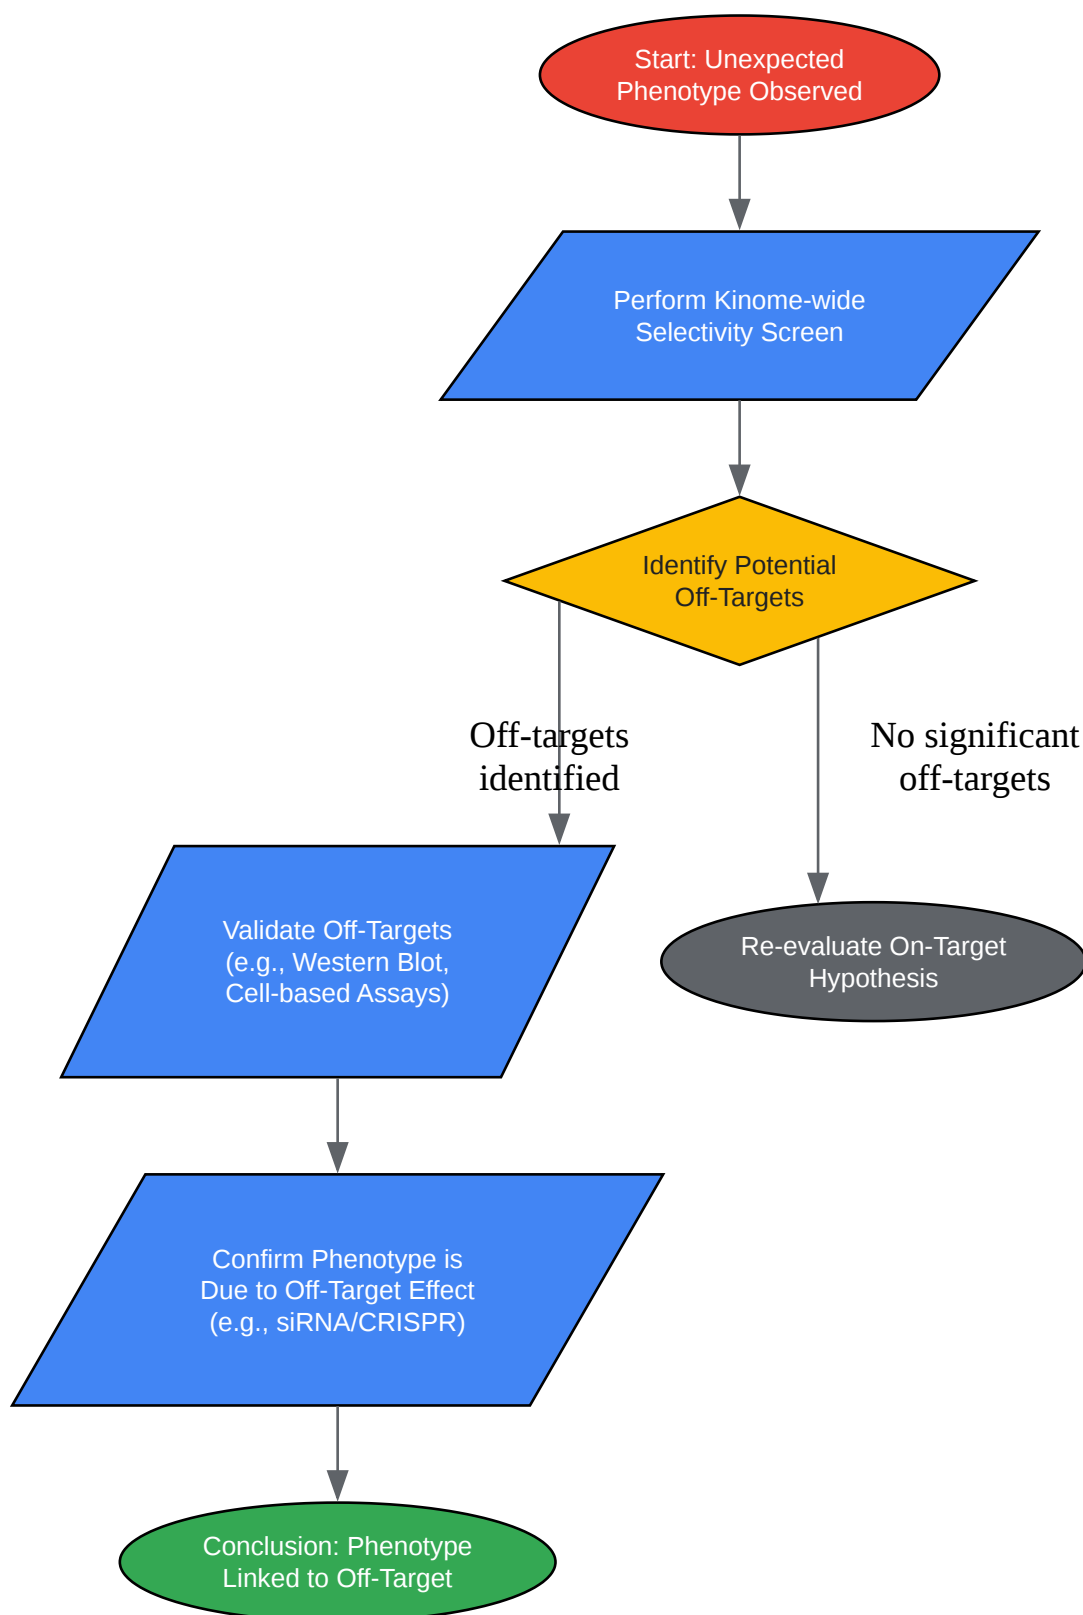 Start: Unexpected
Phenotype Observed
Perform Kinome-wide
Selectivity Screen
Identify Potential
Off-Targets
Off-targets
identified
No significant
off-targets
Validate Off-Targets
(e.g., Western Blot,
Cell-based Assays)
Re-evaluate On-Target
Hypothesis
Confirm Phenotype is
Due to Off-Target Effect
(e.g., siRNA/CRISPR)
Conclusion: Phenotype
Linked to Off-Target